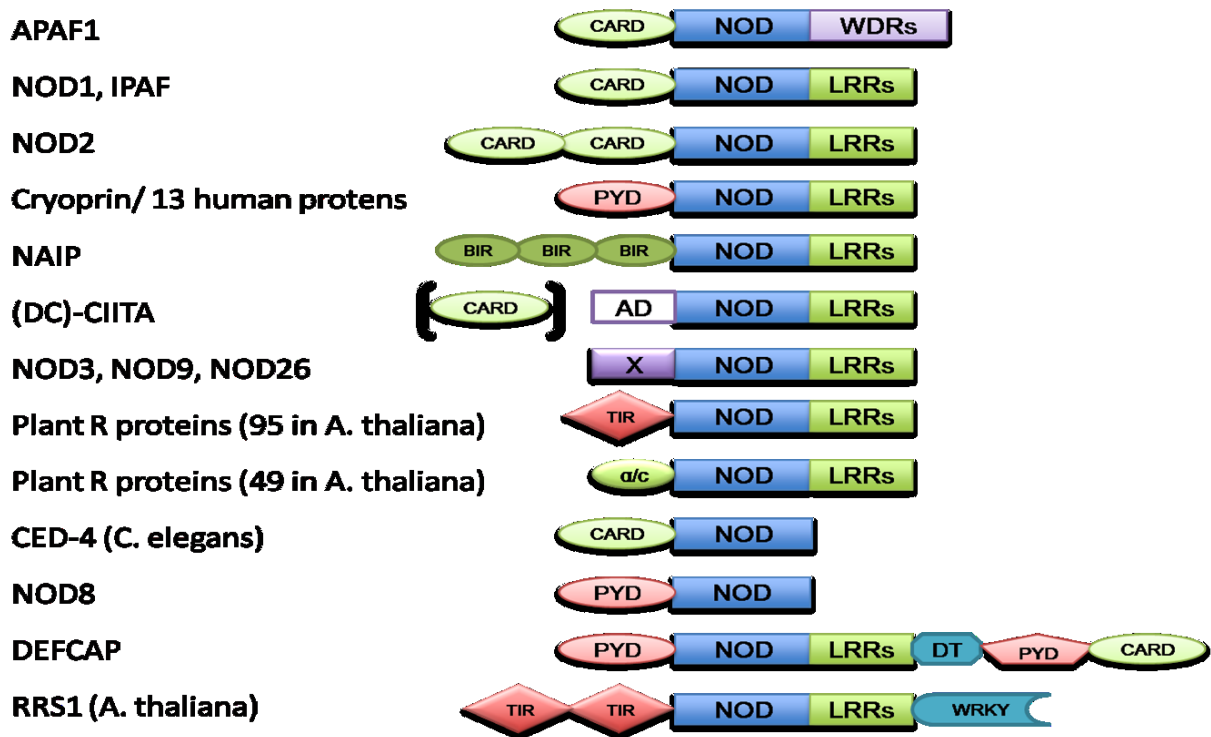 APAF1 CARD NOD WDRs
NOD1, IPAF CARD NOD LRRs
NOD2 CARD CARD NOD LRRs
Cryoprin/ 13 human protens PYD NOD LRRs
NAIP BIR BIR BIR NOD LRRs
(DC)-CIITA [CARD] AD NOD LRRs
NOD3, NOD9, NOD26 X NOD LRRs
Plant R proteins (95 in A. thaliana) TIR NOD LRRs
Plant R proteins (49 in A. thaliana) α/c NOD LRRs
CED-4 (C. elegans) CARD NOD
NOD8 PYD NOD
DEFCAP PYD NOD LRRs DT PYD CARD
RRS1 (A. thaliana) TIR TIR NOD LRRs WRKY